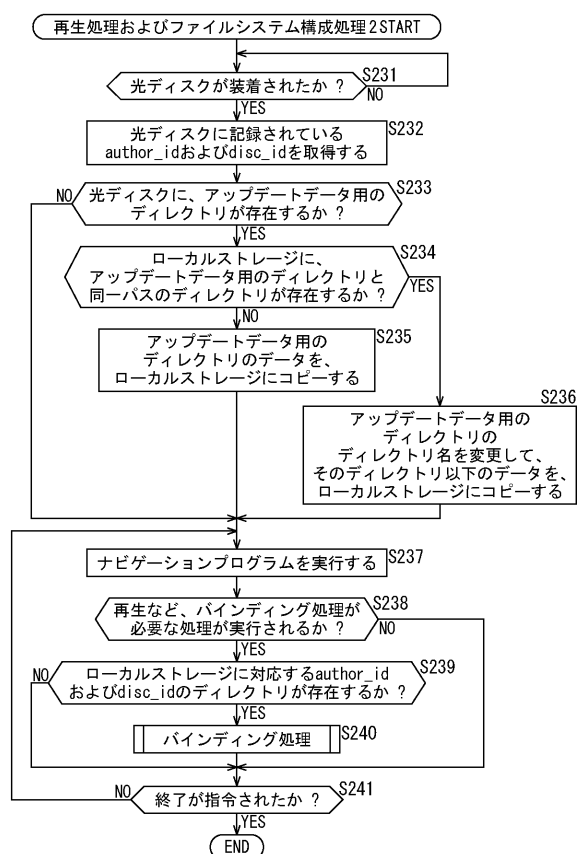 再生処理およびファイルシステム構成処理2START
光ディスクが装着されたか ?
S231
NO
YES
光ディスクに記録されている
author_idおよびdisc_idを取得する
S232
光ディスクに、アップデートデータ用の
ディレクトリが存在するか ?
S233
NO
YES
ローカルストレージに、
アップデートデータ用のディレクトリと
同一パスのディレクトリが存在するか ?
S234
YES
NO
アップデートデータ用の
ディレクトリのデータを、
ローカルストレージにコピーする
S235
S236
アップデートデータ用の
ディレクトリの
ディレクトリ名を変更して、
そのディレクトリ以下のデータを、
ローカルストレージにコピーする
ナビゲーションプログラムを実行する
S237
再生など、バインディング処理が
必要な処理が実行されるか ?
S238
NO
YES
ローカルストレージに対応するauthor_id
およびdisc_idのディレクトリが存在するか ?
S239
NO
YES
バインディング処理
S240
終了が指令されたか ?
S241
NO
YES
END